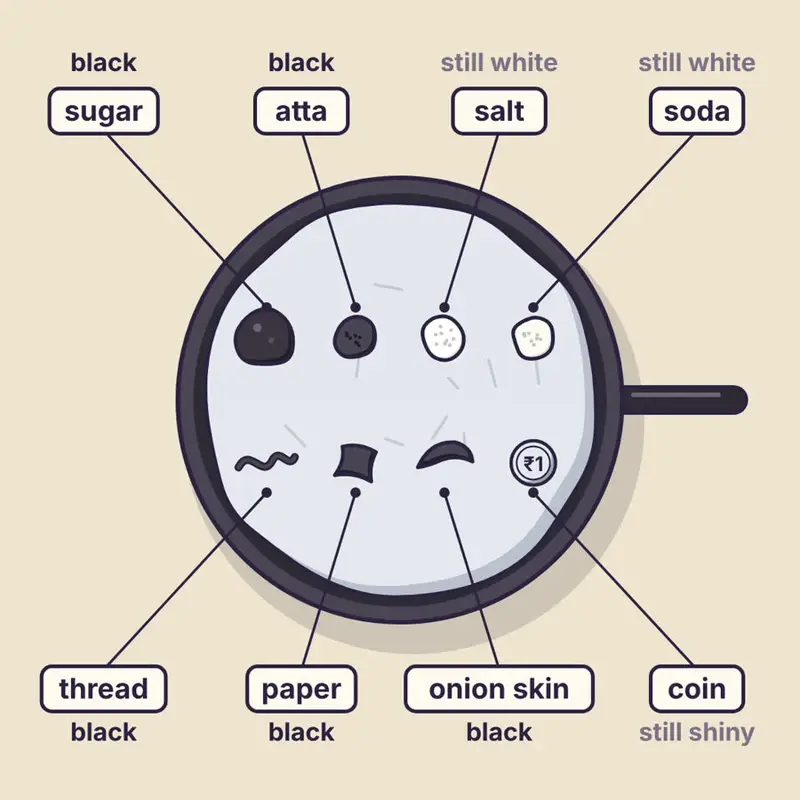 black
black
still white
still white
sugar
atta
salt
soda
₹1
thread
paper
onion skin
coin
black
black
black
still shiny